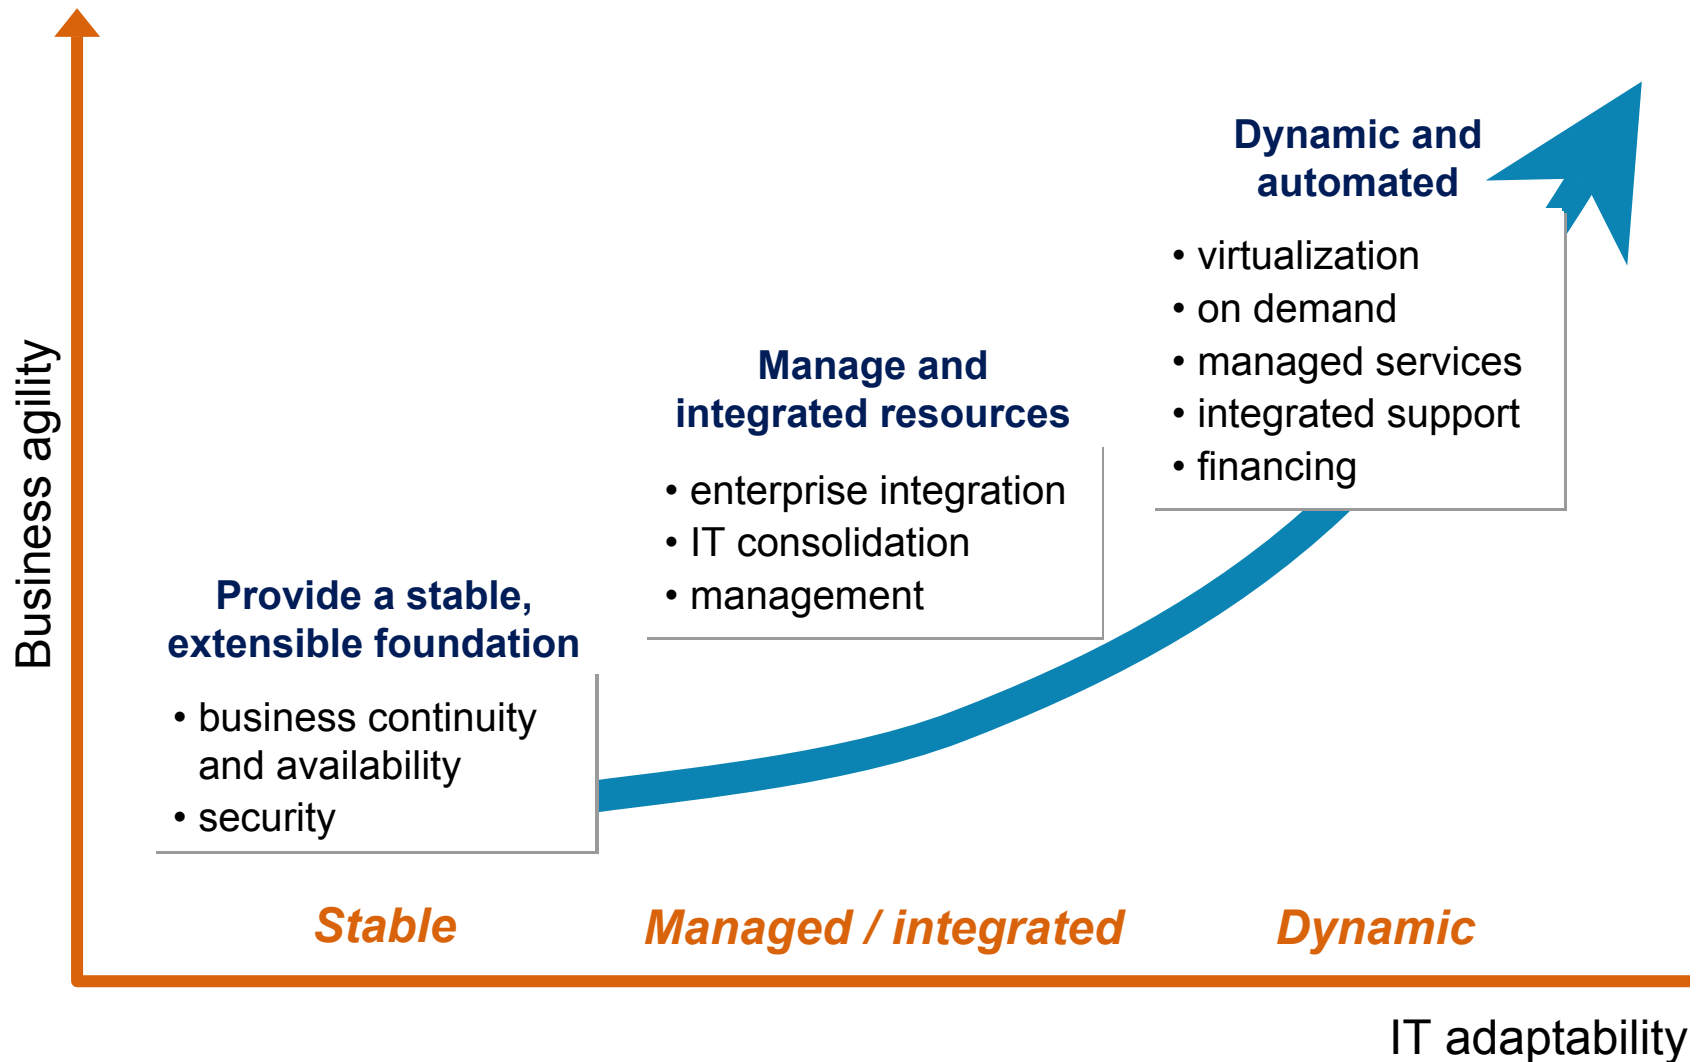 Business agility
Dynamic and
automated
• virtualization
• on demand
• managed services
• integrated support
• financing
Manage and
integrated resources
• enterprise integration
• IT consolidation
• management
Provide a stable,
extensible foundation
• business continuity
and availability
• security
Stable
Managed / integrated
Dynamic
IT adaptability